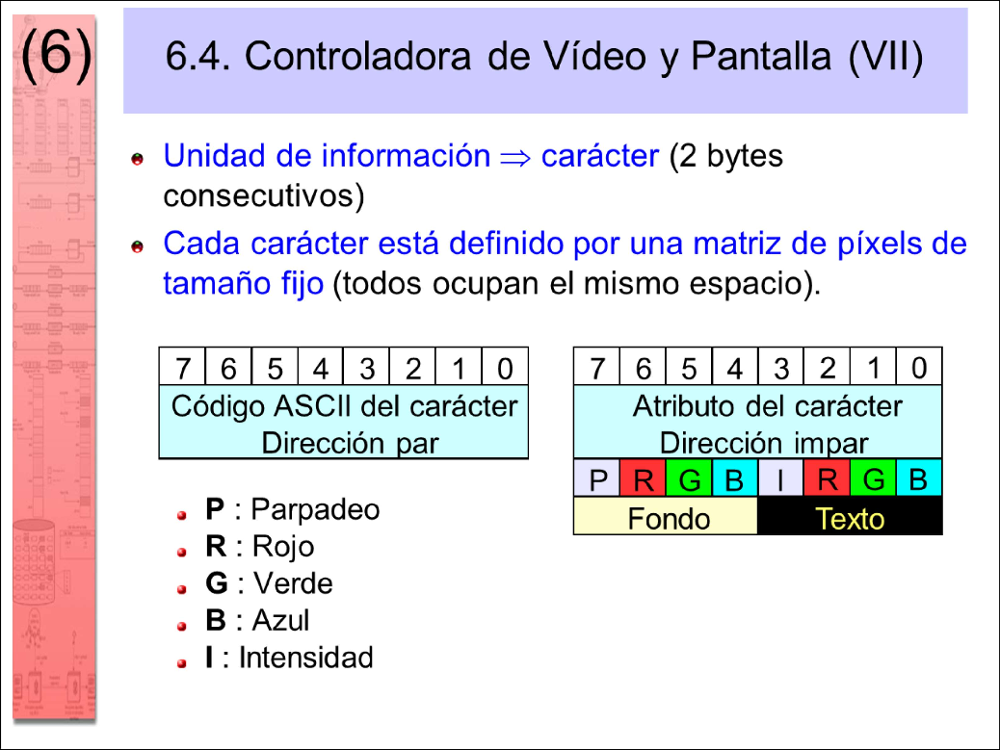 (6)
6.4. Controladora de Vídeo y Pantalla (VII)
Unidad de información ⇒ carácter (2 bytes
consecutivos)
Cada carácter está definido por una matriz de píxels de
tamaño fijo (todos ocupan el mismo espacio).
7 6 5 4 3 2 1 0
Código ASCII del carácter
Dirección par
7 6 5 4 3 2 1 0
Atributo del carácter
Dirección impar
P R G B I R G B
Fondo Texto
P : Parpadeo
R : Rojo
G : Verde
B : Azul
I : Intensidad